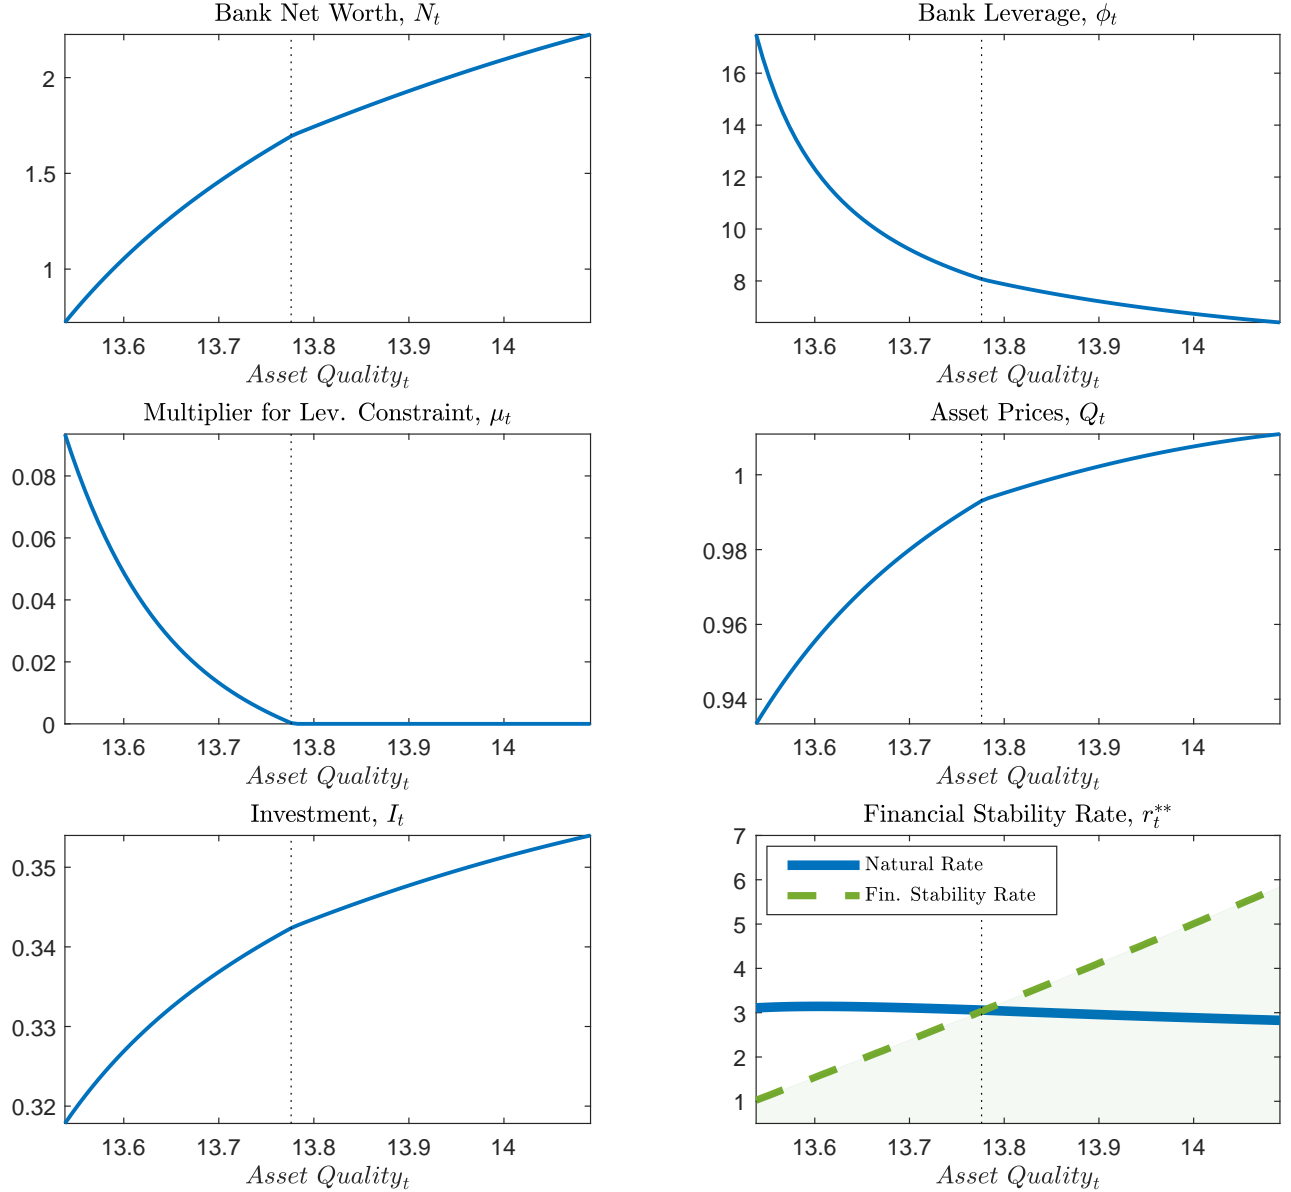 Bank Net Worth, N_t
2
1.5
1
13.6 13.7 13.8 13.9 14
Asset Quality_t
Bank Leverage, ϕ_t
16
14
12
10
8
13.6 13.7 13.8 13.9 14
Asset Quality_t
Multiplier for Lev. Constraint, μ_t
0.08
0.06
0.04
0.02
0
13.6 13.7 13.8 13.9 14
Asset Quality_t
Asset Prices, Q_t
1
0.98
0.96
0.94
13.6 13.7 13.8 13.9 14
Asset Quality_t
Investment, I_t
0.35
0.34
0.33
0.32
13.6 13.7 13.8 13.9 14
Asset Quality_t
Financial Stability Rate, r_t^{**}
7
6
5
4
3
2
1
Natural Rate
Fin. Stability Rate
13.6 13.7 13.8 13.9 14
Asset Quality_t